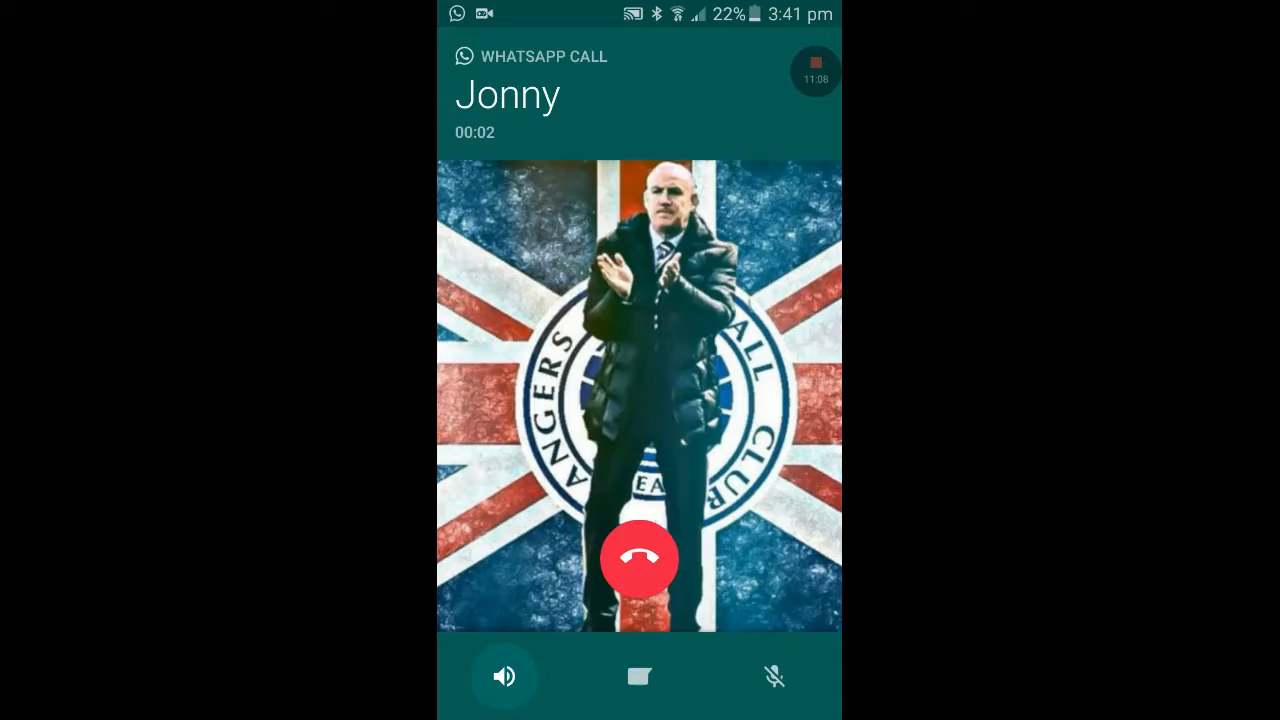 22% 3:41 pm
WHATSAPP CALL
11:08
Jonny
00:02
ANGERS
ALL CLUB
EA